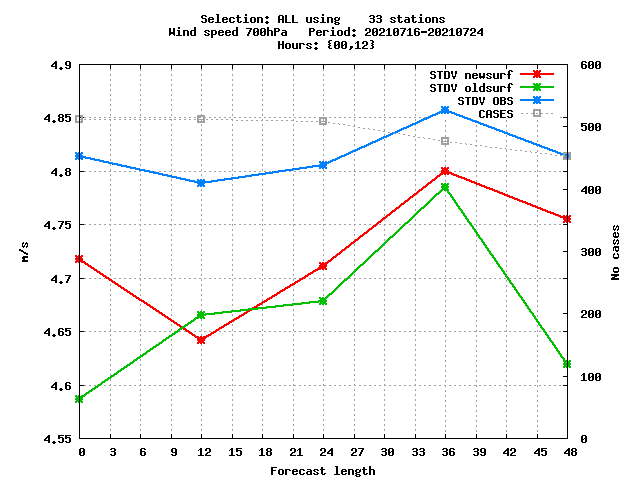 Selection: ALL using    33 stations
Wind speed 700hPa   Period: 20210716-20210724
Hours: {00,12}
4.9
4.85
4.8
4.75
4.7
4.65
4.6
4.55
m/s
STDV newsurf
STDV oldsurf
STDV OBS
CASES
600
500
400
300
200
100
0
No cases
0 3 6 9 12 15 18 21 24 27 30 33 36 39 42 45 48
Forecast length